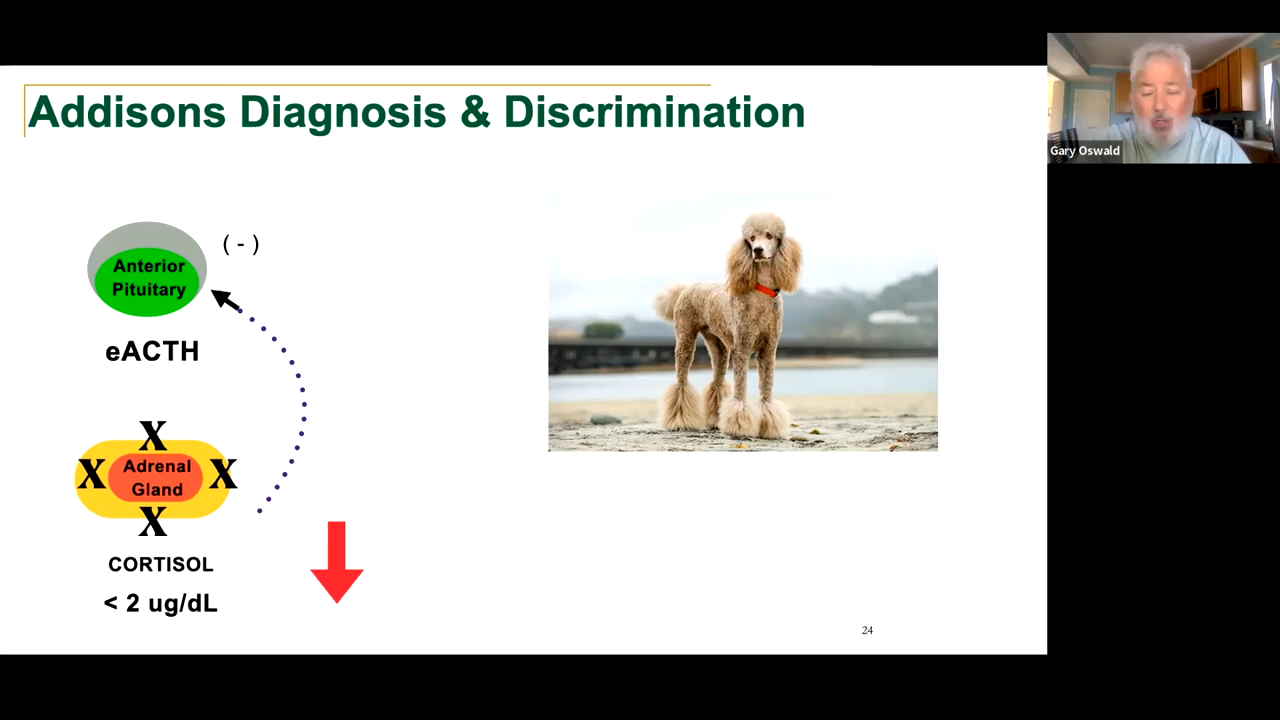 Addisons Diagnosis & Discrimination
Gary Oswald
( - )
Anterior
Pituitary
eACTH
X
X Adrenal X
Gland
X
CORTISOL
< 2 ug/dL
24